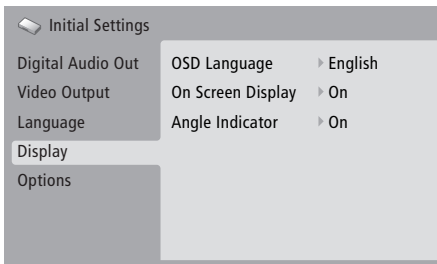 Initial Settings
Digital Audio Out
Video Output
Language
Display
Options
OSD Language English
On Screen Display On
Angle Indicator On